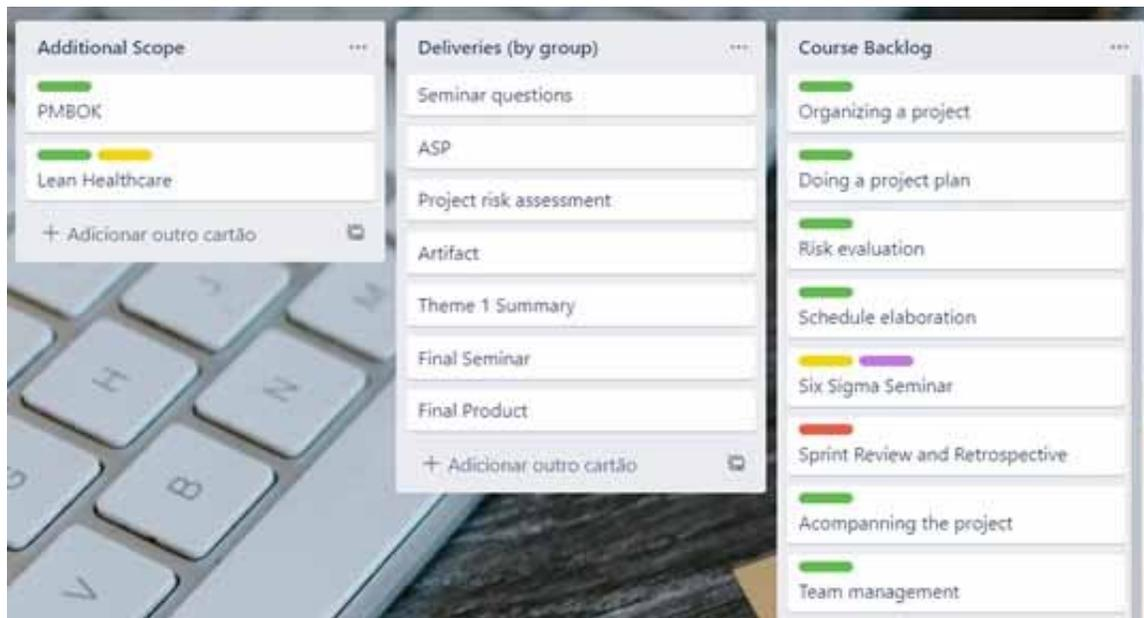 Additional Scope
PMBOK
Lean Healthcare
+ Adicionar outro cartão
Deliveries (by group)
Seminar questions
ASP
Project risk assessment
Artifact
Theme 1 Summary
Final Seminar
Final Product
+ Adicionar outro cartão
Course Backlog
Organizing a project
Doing a project plan
Risk evaluation
Schedule elaboration
Six Sigma Seminar
Sprint Review and Retrospective
Acompanning the project
Team management
J
M
H
N
G
B
V